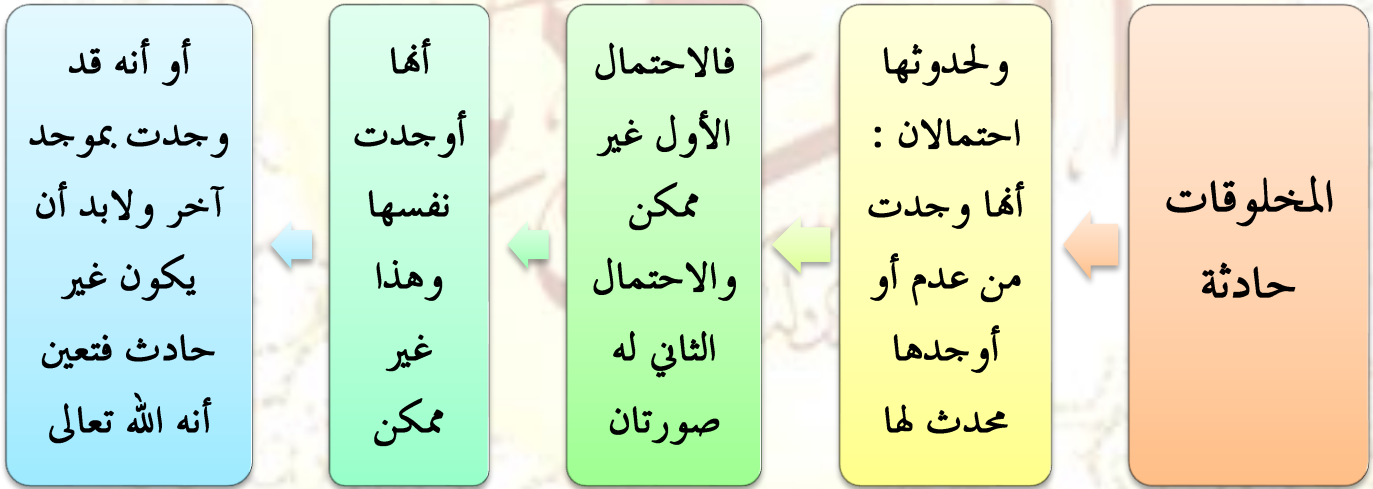 المخلوقات
حادثة
ولحدوثها
احتمالان :
أنها وجدت
من عدم أو
أوجدها
محدث لها
فالاحتمال
الأول غير
ممكن
والاحتمال
الثاني له
صورتان
أنها
أوجدت
نفسها
وهذا
غير
ممكن
أو أنه قد
وجدت بموجد
آخر ولابد أن
يكون غير
حادث فتعين
أنه الله تعالى